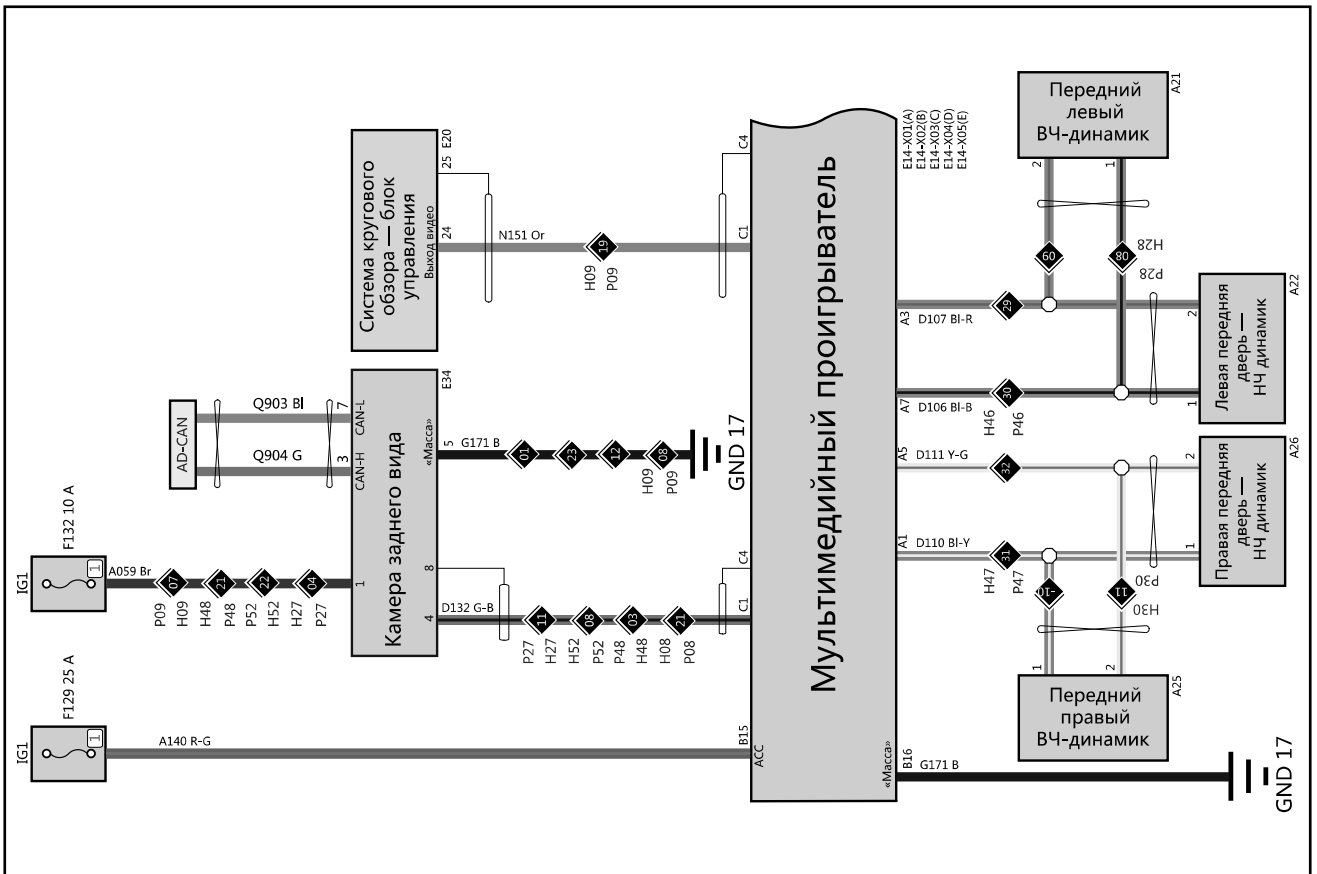 IG1
F129 25 A
1
A140 R-G
B15
ACC
IG1
F132 10 A
1
A059 Br
07
21
22
04
P09
H09
H48
P48
P52
H52
H27
P27
1
AD-CAN
Q903 Bl
Q904 G
7
3
CAN-L
CAN-H
Камера заднего вида
«Масса»
E34
5
G171 B
01
23
12
08
H09
P09
GND 17
4
8
D132 G-B
11
08
03
21
P27
H27
H52
P52
P48
H48
H08
P08
C1
C4
Система кругового
обзора — блок
управления
Выход видео
24
25
E20
N151 Or
19
H09
P09
C1
C4
Мультимедийный проигрыватель
«Масса»
E14-X01(A)
E14-X02(B)
E14-X03(C)
E14-X04(D)
E14-X05(E)
A3
D107 Bl-R
29
A7
D106 Bl-B
30
H46
P46
A5
D111 Y-G
32
A1
D110 Bl-Y
31
H47
P47
B16
G171 B
GND 17
Передний
левый
ВЧ-динамик
A21
2
1
09
08
H28
P28
Левая передняя
дверь —
НЧ динамик
A22
2
1
Правая передняя
дверь —
НЧ динамик
A26
2
1
-10
11
P30
H30
1
2
Передний
правый
ВЧ-динамик
A25